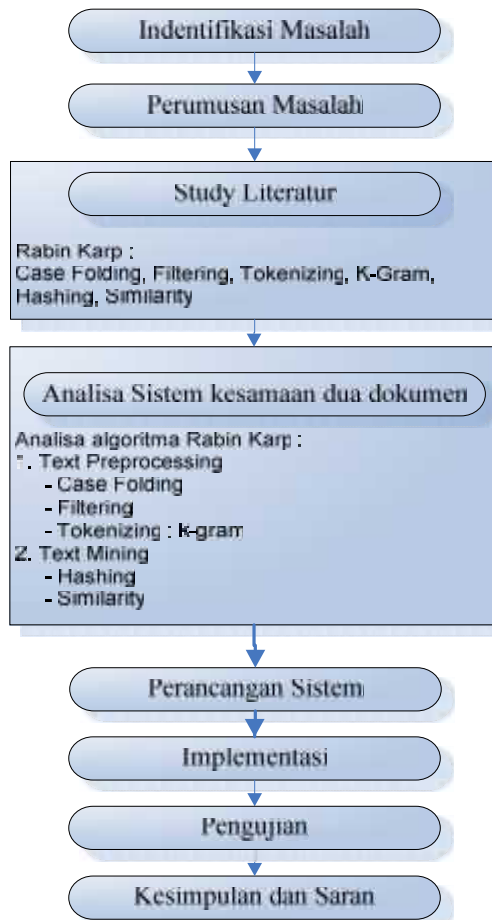 Indentifikasi Masalah
Perumusan Masalah
Study Literatur
Rabin Karp :
Case Folding, Filtering, Tokenizing, K-Gram,
Hashing, Similarity
Analisa Sistem kesamaan dua dokumen
Analisa algoritma Rabin Karp :
1. Text Preprocessing
- Case Folding
- Filtering
- Tokenizing : k-gram
2. Text Mining
- Hashing
- Similarity
Perancangan Sistem
Implementasi
Pengujian
Kesimpulan dan Saran